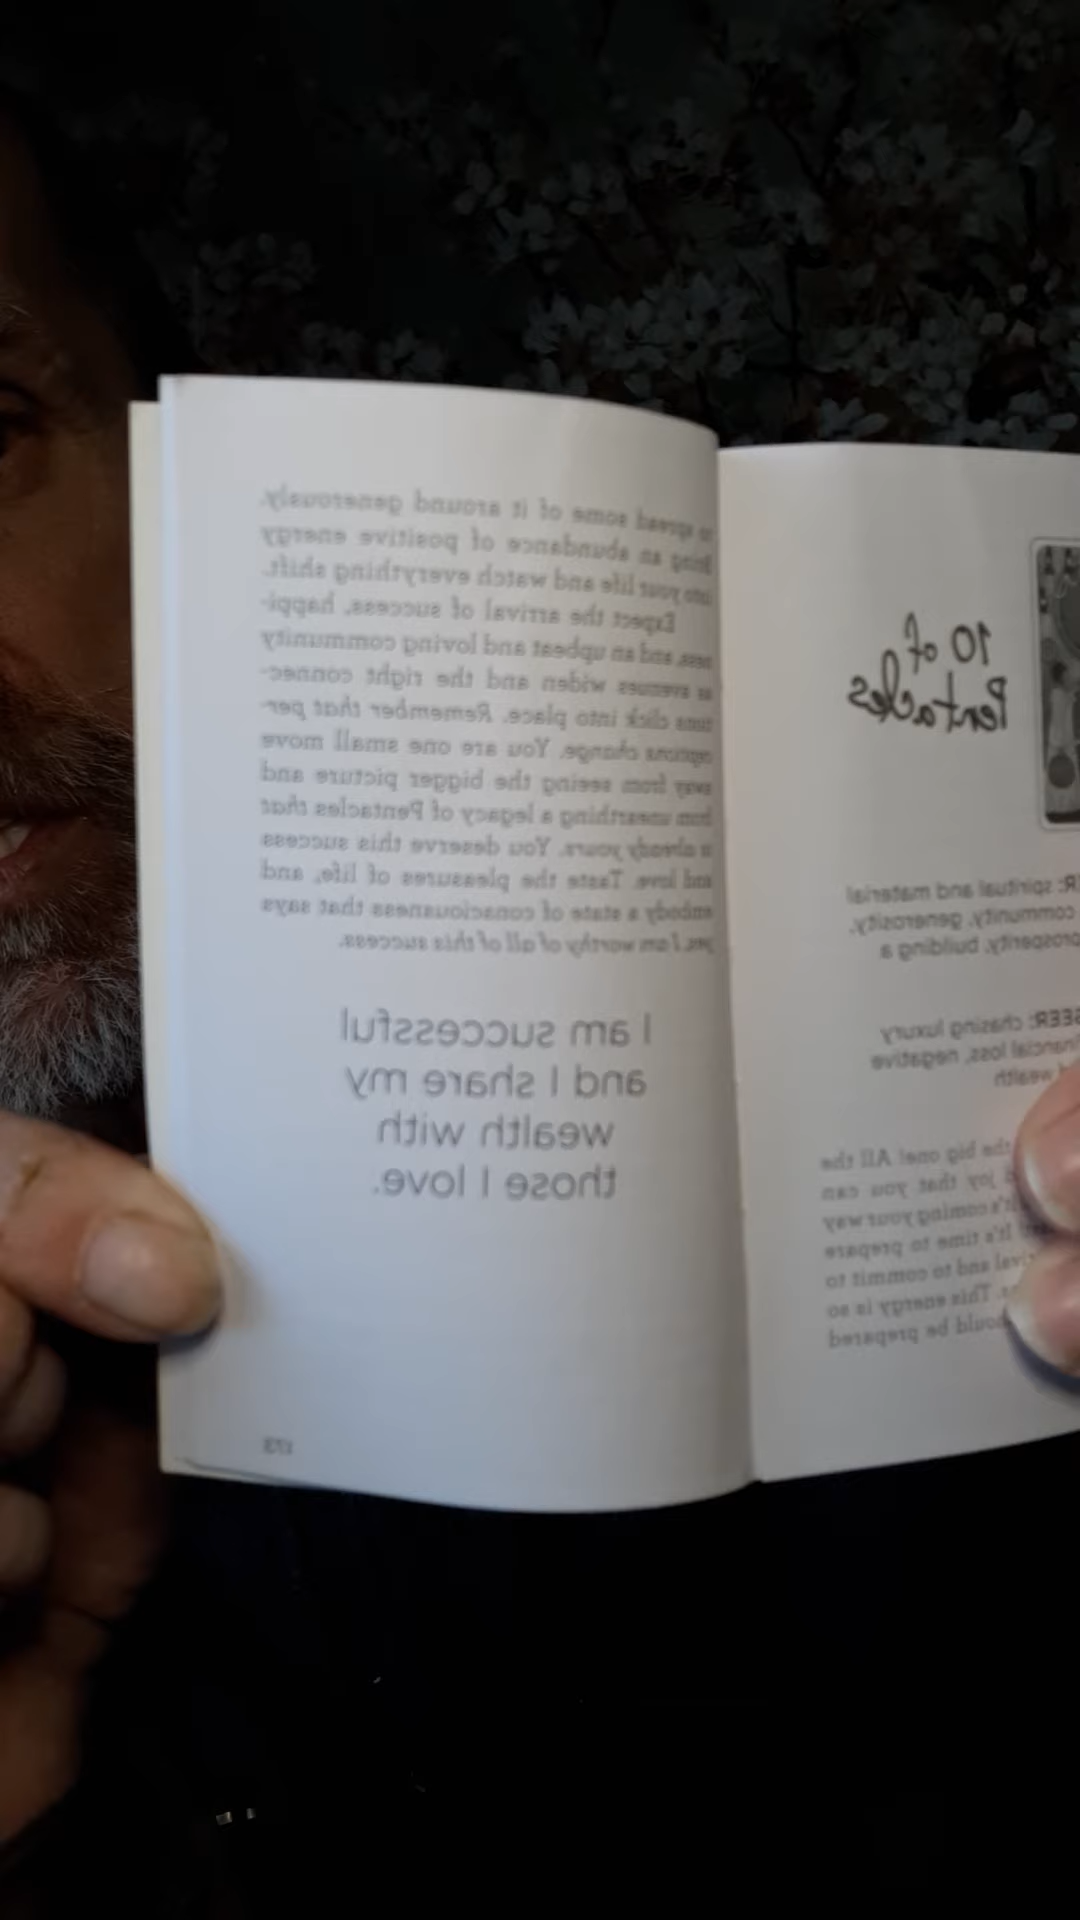 10 of
Pentacles
spiritual and material
community, generosity,
prosperity, building a
chasing luxury
loss, negative
wealth
the big one! All the
joy that you can
it's coming your way
It's time to prepare
and to commit to
This energy is so
be prepared
to spread some of it around generously.
Bring an abundance of positive energy
into your life and watch everything shift.
Expect the arrival of success, happi-
ness, and an upbeat and loving community
as avenues widen and the right connec-
tions click into place. Remember that per-
ceptions change. You are one small move
away from seeing the bigger picture and
from unearthing a legacy of Pentacles that
is already yours. You deserve this success
and love. Taste the pleasures of life, and
embody a state of consciousness that says
yes, I am worthy of all of this success.
I am successful
and I share my
wealth with
those I love.
173